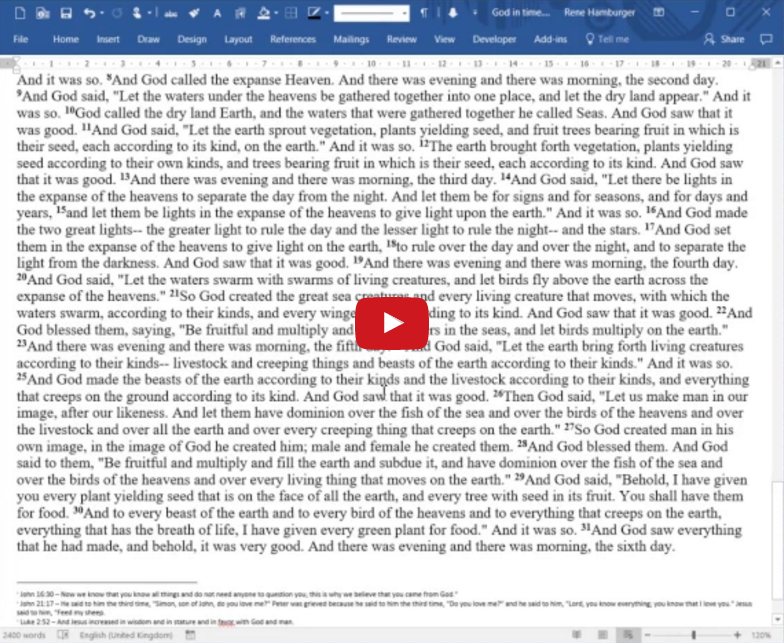 God in time... Rene Hamburger
File Home Insert Draw Design Layout References Mailings Review View Developer Add-ins Tell me Share
1 2 3 4 5 6 7 8 9 10 11 12 13 14 15 16 17 18 19 20 21
And it was so. ⁸And God called the expanse Heaven. And there was evening and there was morning, the second day.
⁹And God said, "Let the waters under the heavens be gathered together into one place, and let the dry land appear." And it
was so. ¹⁰God called the dry land Earth, and the waters that were gathered together he called Seas. And God saw that it
was good. ¹¹And God said, "Let the earth sprout vegetation, plants yielding seed, and fruit trees bearing fruit in which is
their seed, each according to its kind, on the earth." And it was so. ¹²The earth brought forth vegetation, plants yielding
seed according to their own kinds, and trees bearing fruit in which is their seed, each according to its kind. And God saw
that it was good. ¹³And there was evening and there was morning, the third day. ¹⁴And God said, "Let there be lights in
the expanse of the heavens to separate the day from the night. And let them be for signs and for seasons, and for days and
years, ¹⁵and let them be lights in the expanse of the heavens to give light upon the earth." And it was so. ¹⁶And God made
the two great lights-- the greater light to rule the day and the lesser light to rule the night-- and the stars. ¹⁷And God set
them in the expanse of the heavens to give light on the earth, ¹⁸to rule over the day and over the night, and to separate the
light from the darkness. And God saw that it was good. ¹⁹And there was evening and there was morning, the fourth day.
²⁰And God said, "Let the waters swarm with swarms of living creatures, and let birds fly above the earth across the
expanse of the heavens." ²¹So God created the great sea creatures and every living creature that moves, with which the
waters swarm, according to their kinds, and every winge ding to its kind. And God saw that it was good. ²²And
God blessed them, saying, "Be fruitful and multiply and rs in the seas, and let birds multiply on the earth."
²³And there was evening and there was morning, the fifth God said, "Let the earth bring forth living creatures
according to their kinds-- livestock and creeping things and beasts of the earth according to their kinds." And it was so.
²⁵And God made the beasts of the earth according to their kinds and the livestock according to their kinds, and everything
that creeps on the ground according to its kind. And God saw that it was good. ²⁶Then God said, "Let us make man in our
image, after our likeness. And let them have dominion over the fish of the sea and over the birds of the heavens and over
the livestock and over all the earth and over every creeping thing that creeps on the earth." ²⁷So God created man in his
own image, in the image of God he created him; male and female he created them. ²⁸And God blessed them. And God
said to them, "Be fruitful and multiply and fill the earth and subdue it, and have dominion over the fish of the sea and
over the birds of the heavens and over every living thing that moves on the earth." ²⁹And God said, "Behold, I have given
you every plant yielding seed that is on the face of all the earth, and every tree with seed in its fruit. You shall have them
for food. ³⁰And to every beast of the earth and to every bird of the heavens and to everything that creeps on the earth,
everything that has the breath of life, I have given every green plant for food." And it was so. ³¹And God saw everything
that he had made, and behold, it was very good. And there was evening and there was morning, the sixth day.
John 16:30 – Now we know that you know all things and do not need anyone to question you; this is why we believe that you came from God."
John 21:17 – He said to him the third time, "Simon, son of John, do you love me?" Peter was grieved because he said to him the third time, "Do you love me?" and he said to him, "Lord, you know everything; you know that I love you." Jesus
said to him, "Feed my sheep.
Luke 2:52 – And Jesus increased in wisdom and in stature and in favor with God and man.
2400 words English (United Kingdom) 120%